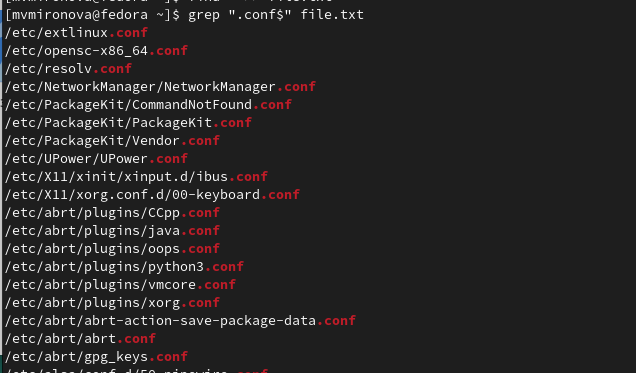 [mvmironova@fedora ~]$ grep ".conf$" file.txt
/etc/extlinux.conf
/etc/opensc-x86_64.conf
/etc/resolv.conf
/etc/NetworkManager/NetworkManager.conf
/etc/PackageKit/CommandNotFound.conf
/etc/PackageKit/PackageKit.conf
/etc/PackageKit/Vendor.conf
/etc/UPower/UPower.conf
/etc/X11/xinit/xinput.d/ibus.conf
/etc/X11/xorg.conf.d/00-keyboard.conf
/etc/abrt/plugins/CCpp.conf
/etc/abrt/plugins/java.conf
/etc/abrt/plugins/oops.conf
/etc/abrt/plugins/python3.conf
/etc/abrt/plugins/vmcore.conf
/etc/abrt/plugins/xorg.conf
/etc/abrt/abrt-action-save-package-data.conf
/etc/abrt/abrt.conf
/etc/abrt/gpg_keys.conf